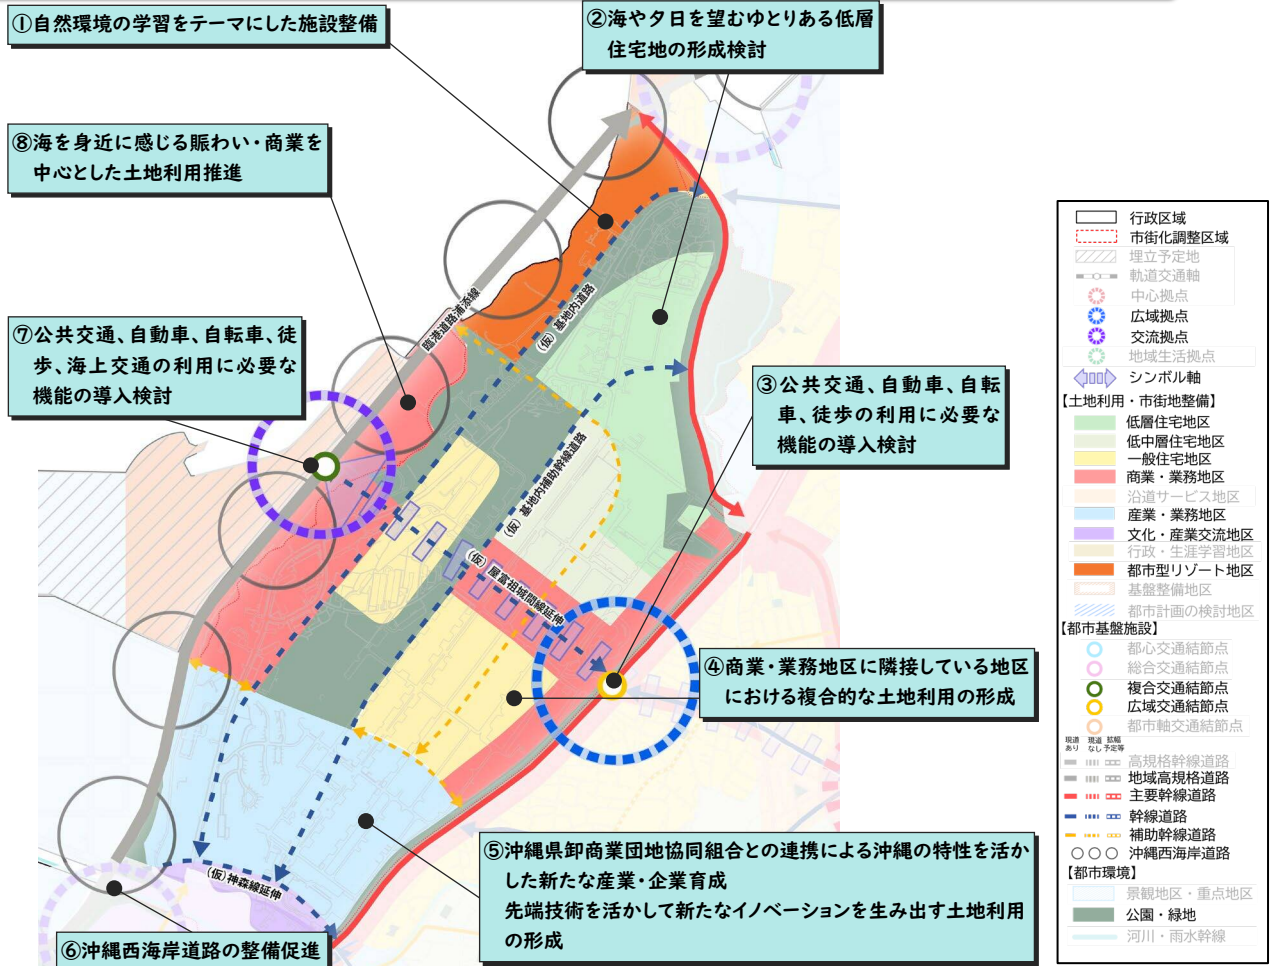 ①自然環境の学習をテーマにした施設整備
②海や夕日を望むゆとりある低層
住宅地の形成検討
⑧海を身近に感じる賑わい・商業を
中心とした土地利用推進
⑦公共交通、自動車、自転車、徒
歩、海上交通の利用に必要な
機能の導入検討
③公共交通、自動車、自転
車、徒歩の利用に必要な
機能の導入検討
④商業・業務地区に隣接している地区
における複合的な土地利用の形成
⑤沖縄県卸商業団地協同組合との連携による沖縄の特性を活か
した新たな産業・企業育成
先端技術を活かして新たなイノベーションを生み出す土地利用
の形成
⑥沖縄西海岸道路の整備促進
臨港道路浦添線
(仮)基地内道路
(仮)基地内補助幹線道路
(仮)屋富祖城間線延伸
(仮)神森線延伸
行政区域
市街化調整区域
埋立予定地
軌道交通軸
中心拠点
広域拠点
交流拠点
地域生活拠点
シンボル軸
【土地利用・市街地整備】
低層住宅地区
低中層住宅地区
一般住宅地区
商業・業務地区
沿道サービス地区
産業・業務地区
文化・産業交流地区
行政・生涯学習地区
都市型リゾート地区
基盤整備地区
都市計画の検討地区
【都市基盤施設】
都心交通結節点
総合交通結節点
複合交通結節点
広域交通結節点
都市軸交通結節点
現道あり 現道なし 拡幅予定等
高規格幹線道路
地域高規格道路
主要幹線道路
幹線道路
補助幹線道路
沖縄西海岸道路
【都市環境】
景観地区・重点地区
公園・緑地
河川・雨水幹線